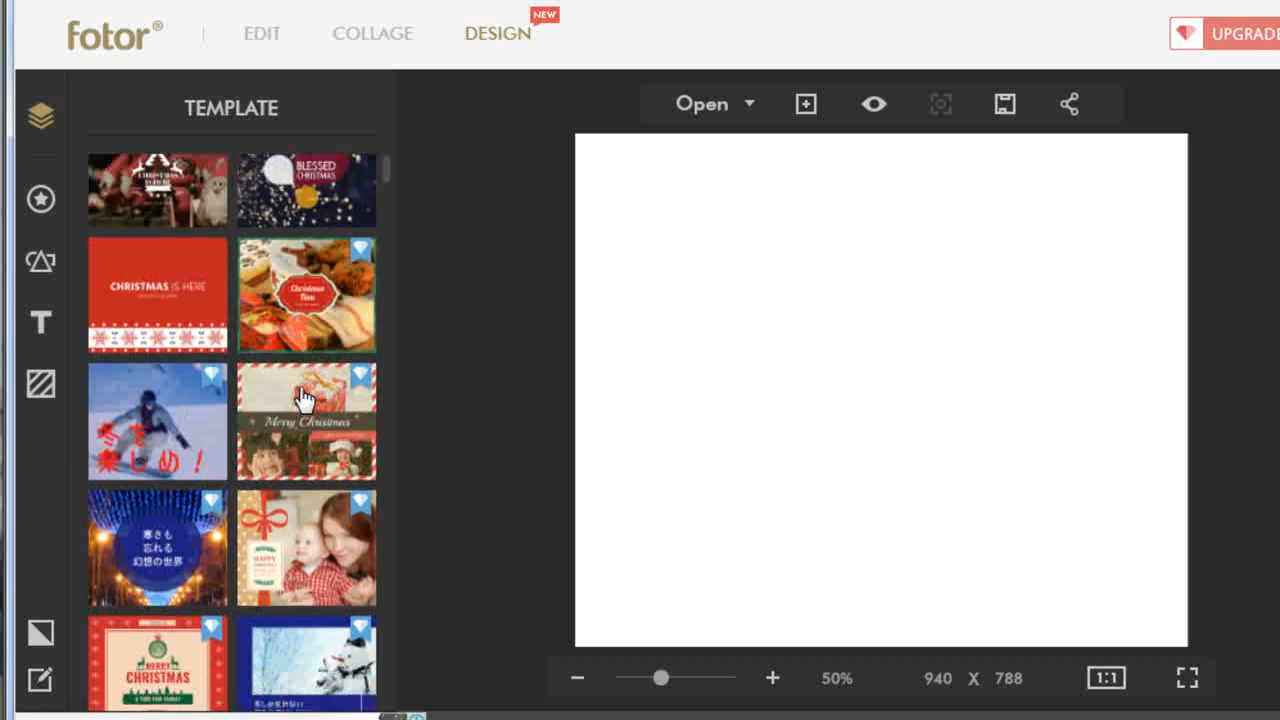 fotor®
EDIT
COLLAGE
DESIGN
NEW
UPGRADE
TEMPLATE
Open
BLESSED
CHRISTMAS
CHRISTMAS IS HERE
Christmas
Time
冬を
楽しめ!
Merry Christmas
寒さも
忘れる
幻想の世界
HAPPY
MERRY
CHRISTMAS
50%
940 X 788
1:1